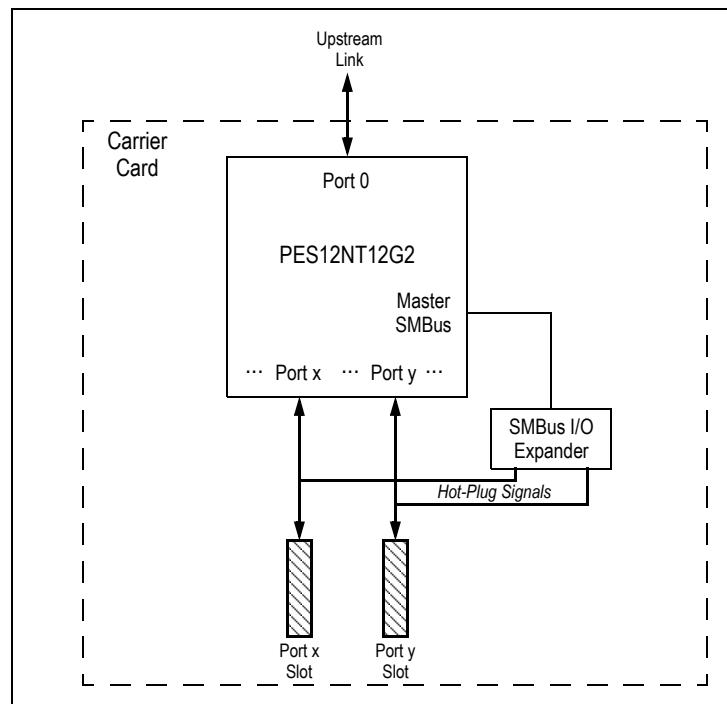 Upstream
Link
Carrier
Card
Port 0
PES12NT12G2
Master
SMBus
··· Port x ··· Port y ···
SMBus I/O
Expander
Hot-Plug Signals
Port x
Slot
Port y
Slot